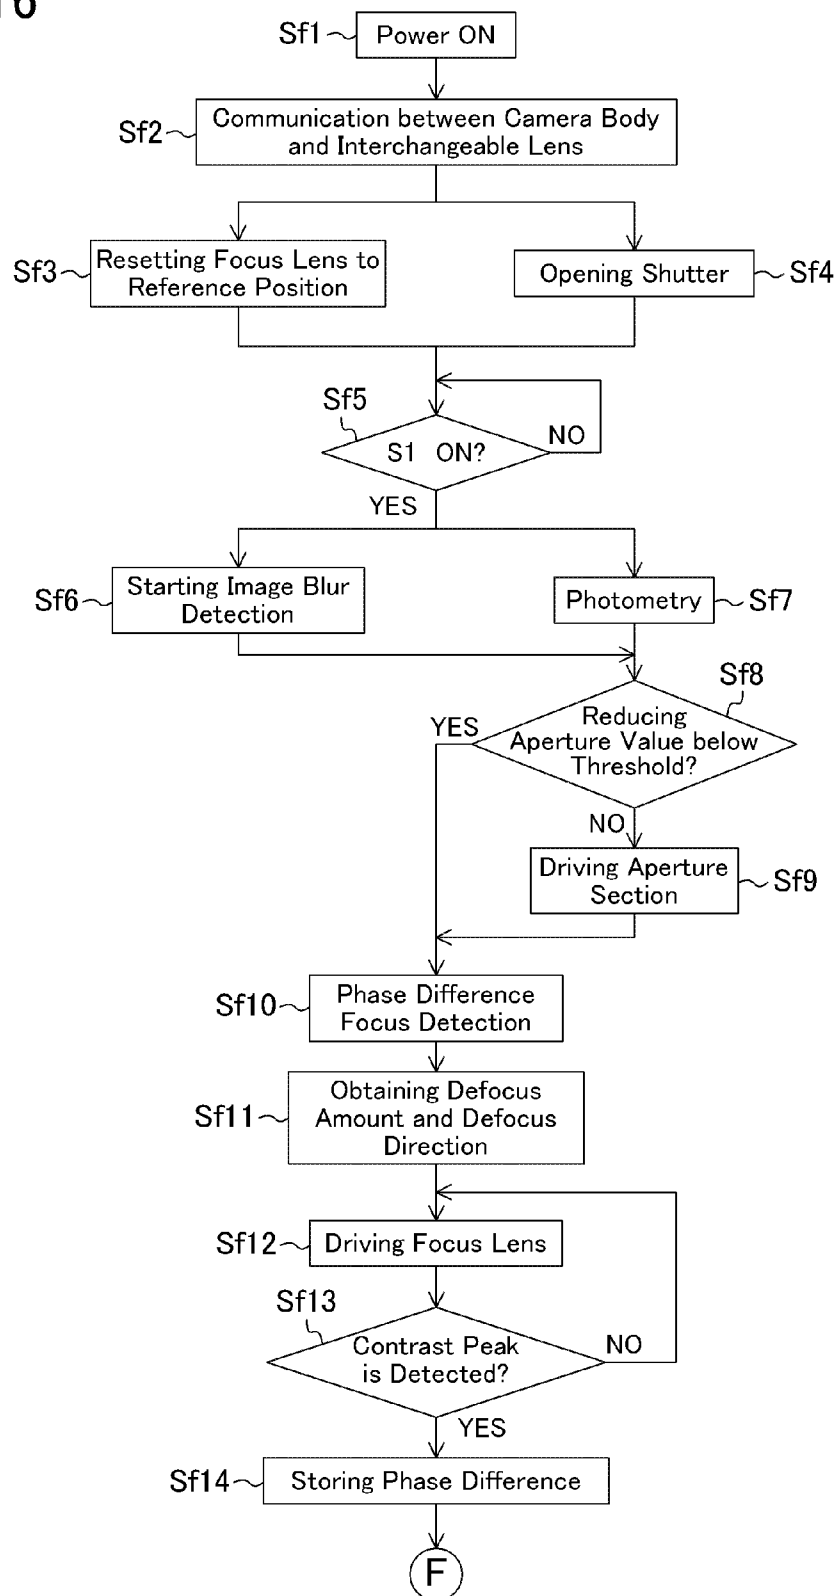 Sf1
Power ON
Sf2
Communication between Camera Body
and Interchangeable Lens
Sf3
Resetting Focus Lens to
Reference Position
Opening Shutter
Sf4
Sf5
S1 ON?
NO
YES
Sf6
Starting Image Blur
Detection
Photometry
Sf7
Sf8
Reducing
Aperture Value below
Threshold?
YES
NO
Driving Aperture
Section
Sf9
Sf10
Phase Difference
Focus Detection
Sf11
Obtaining Defocus
Amount and Defocus
Direction
Sf12
Driving Focus Lens
Sf13
Contrast Peak
is Detected?
NO
YES
Sf14
Storing Phase Difference
F